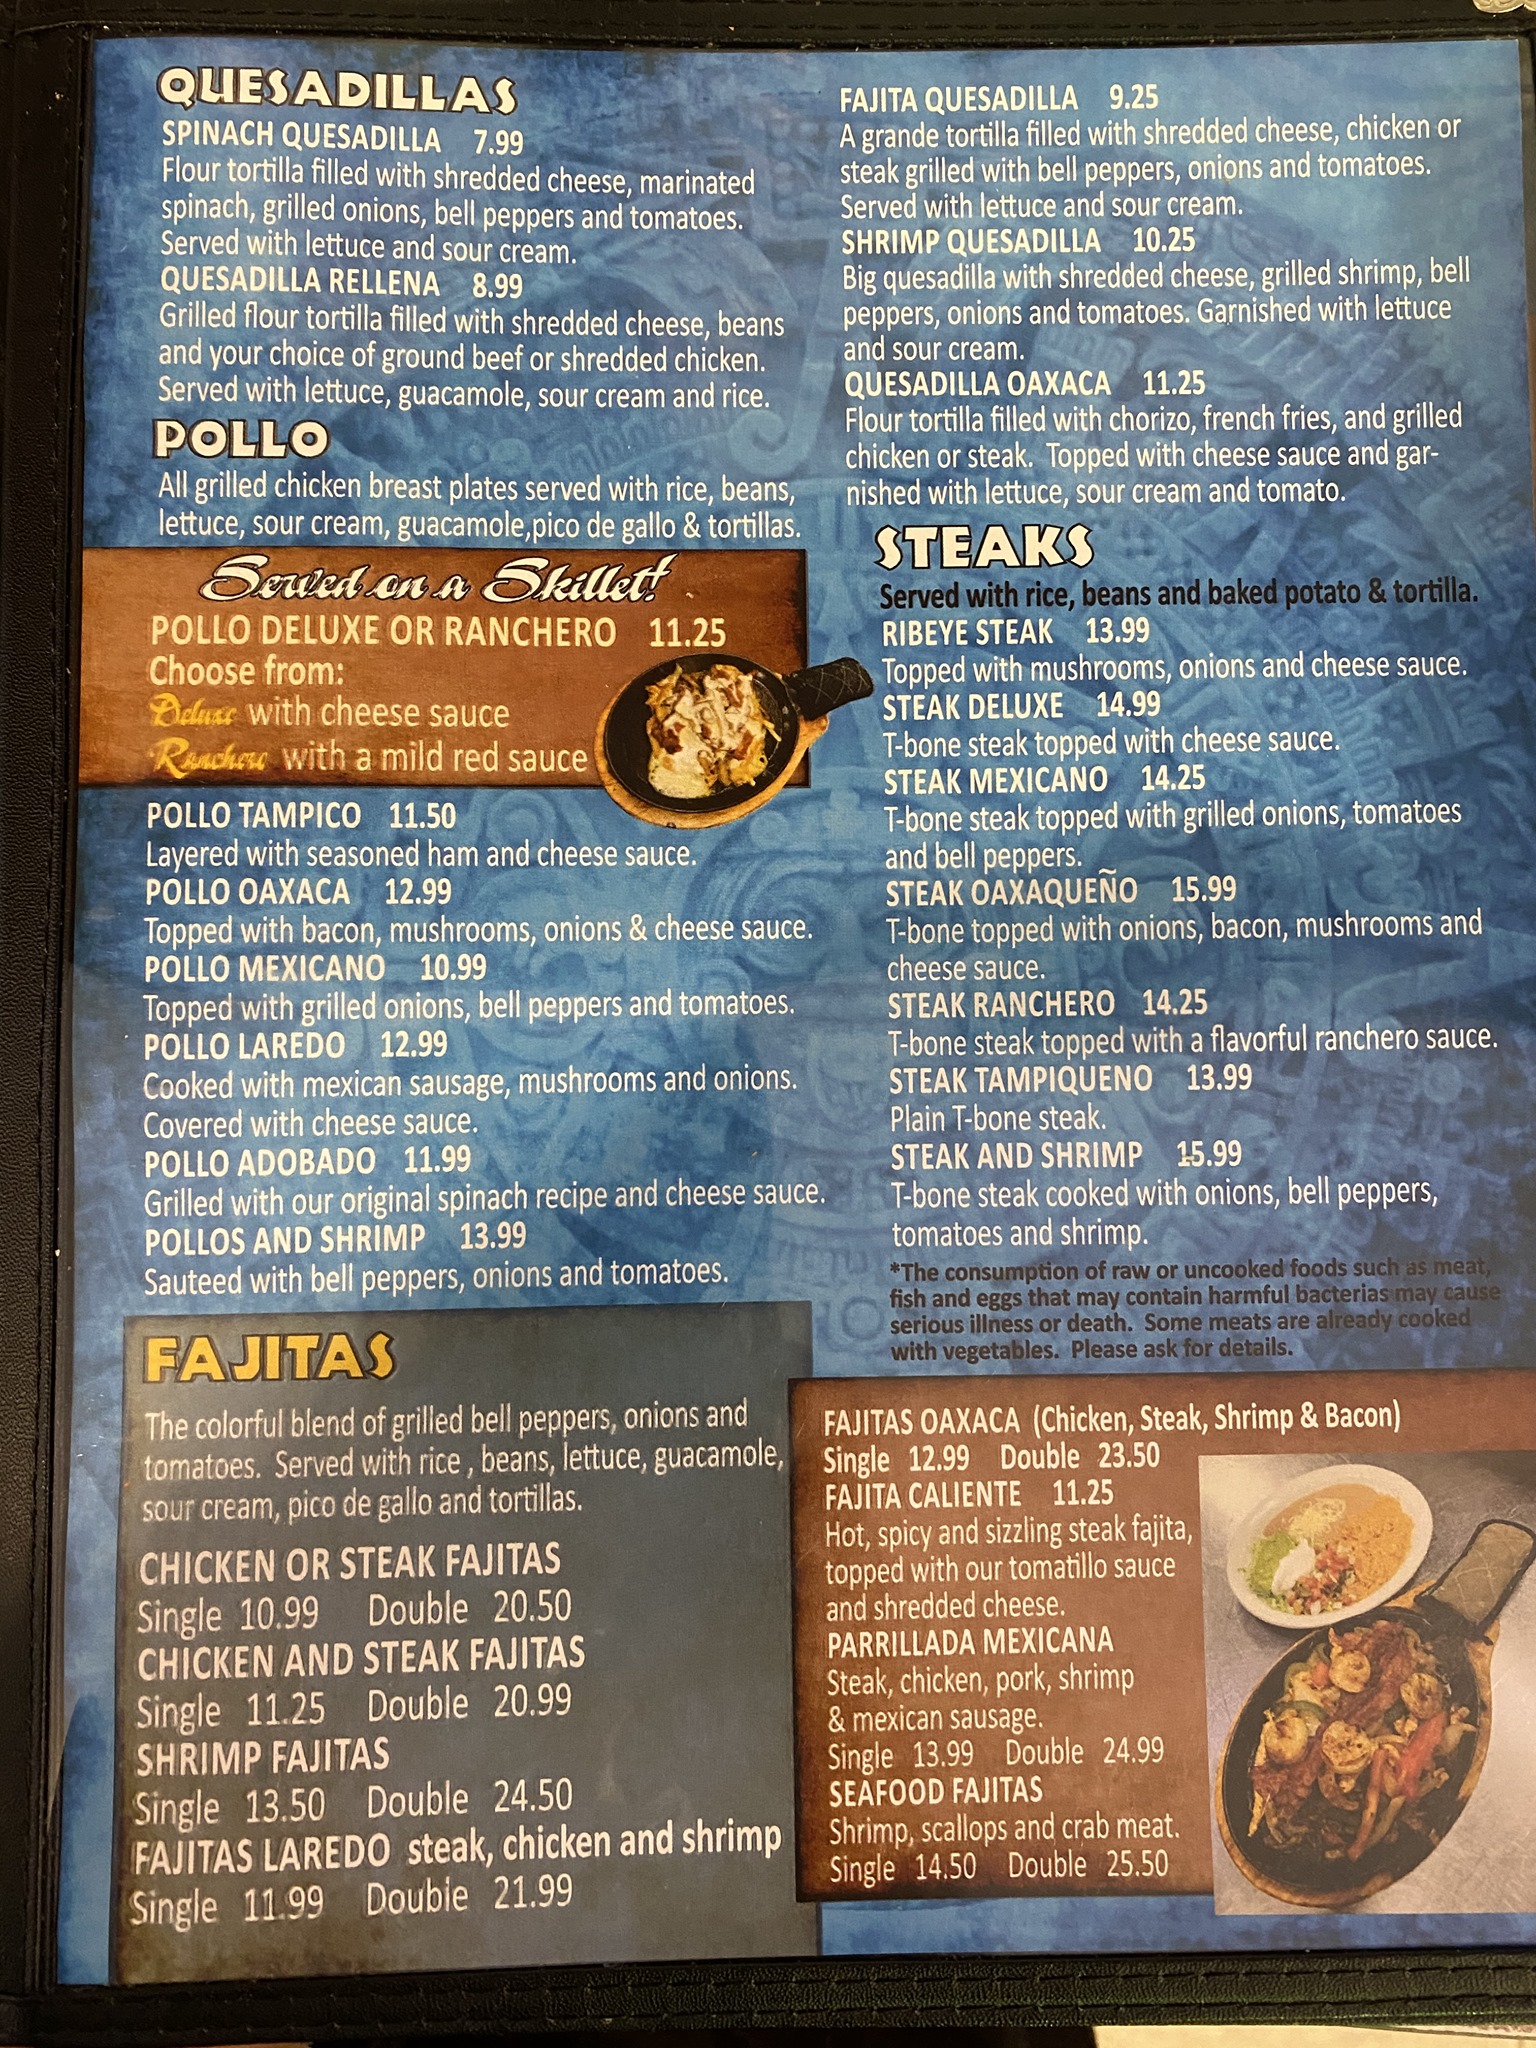 QUESADILLAS
SPINACH QUESADILLA 7.99
Flour tortilla filled with shredded cheese, marinated
spinach, grilled onions, bell peppers and tomatoes.
Served with lettuce and sour cream.
QUESADILLA RELLENA 8.99
Grilled flour tortilla filled with shredded cheese, beans
and your choice of ground beef or shredded chicken.
Served with lettuce, guacamole, sour cream and rice.
POLLO
All grilled chicken breast plates served with rice, beans,
lettuce, sour cream, guacamole,pico de gallo & tortillas.
Served on a Skillet!
POLLO DELUXE OR RANCHERO 11.25
Choose from:
Deluxe with cheese sauce
Ranchero with a mild red sauce
POLLO TAMPICO 11.50
Layered with seasoned ham and cheese sauce.
POLLO OAXACA 12.99
Topped with bacon, mushrooms, onions & cheese sauce.
POLLO MEXICANO 10.99
Topped with grilled onions, bell peppers and tomatoes.
POLLO LAREDO 12.99
Cooked with mexican sausage, mushrooms and onions.
Covered with cheese sauce.
POLLO ADOBADO 11.99
Grilled with our original spinach recipe and cheese sauce.
POLLOS AND SHRIMP 13.99
Sauteed with bell peppers, onions and tomatoes.
FAJITAS
The colorful blend of grilled bell peppers, onions and
tomatoes. Served with rice , beans, lettuce, guacamole,
sour cream, pico de gallo and tortillas.
CHICKEN OR STEAK FAJITAS
Single 10.99 Double 20.50
CHICKEN AND STEAK FAJITAS
Single 11.25 Double 20.99
SHRIMP FAJITAS
Single 13.50 Double 24.50
FAJITAS LAREDO steak, chicken and shrimp
Single 11.99 Double 21.99
FAJITA QUESADILLA 9.25
A grande tortilla filled with shredded cheese, chicken or
steak grilled with bell peppers, onions and tomatoes.
Served with lettuce and sour cream.
SHRIMP QUESADILLA 10.25
Big quesadilla with shredded cheese, grilled shrimp, bell
peppers, onions and tomatoes. Garnished with lettuce
and sour cream.
QUESADILLA OAXACA 11.25
Flour tortilla filled with chorizo, french fries, and grilled
chicken or steak. Topped with cheese sauce and gar-
nished with lettuce, sour cream and tomato.
STEAKS
Served with rice, beans and baked potato & tortilla.
RIBEYE STEAK 13.99
Topped with mushrooms, onions and cheese sauce.
STEAK DELUXE 14.99
T-bone steak topped with cheese sauce.
STEAK MEXICANO 14.25
T-bone steak topped with grilled onions, tomatoes
and bell peppers.
STEAK OAXAQUEÑO 15.99
T-bone topped with onions, bacon, mushrooms and
cheese sauce.
STEAK RANCHERO 14.25
T-bone steak topped with a flavorful ranchero sauce.
STEAK TAMPIQUENO 13.99
Plain T-bone steak.
STEAK AND SHRIMP 15.99
T-bone steak cooked with onions, bell peppers,
tomatoes and shrimp.
*The consumption of raw or uncooked foods such as meat,
fish and eggs that may contain harmful bacterias may cause
serious illness or death. Some meats are already cooked
with vegetables. Please ask for details.
FAJITAS OAXACA (Chicken, Steak, Shrimp & Bacon)
Single 12.99 Double 23.50
FAJITA CALIENTE 11.25
Hot, spicy and sizzling steak fajita,
topped with our tomatillo sauce
and shredded cheese.
PARRILLADA MEXICANA
Steak, chicken, pork, shrimp
& mexican sausage.
Single 13.99 Double 24.99
SEAFOOD FAJITAS
Shrimp, scallops and crab meat.
Single 14.50 Double 25.50